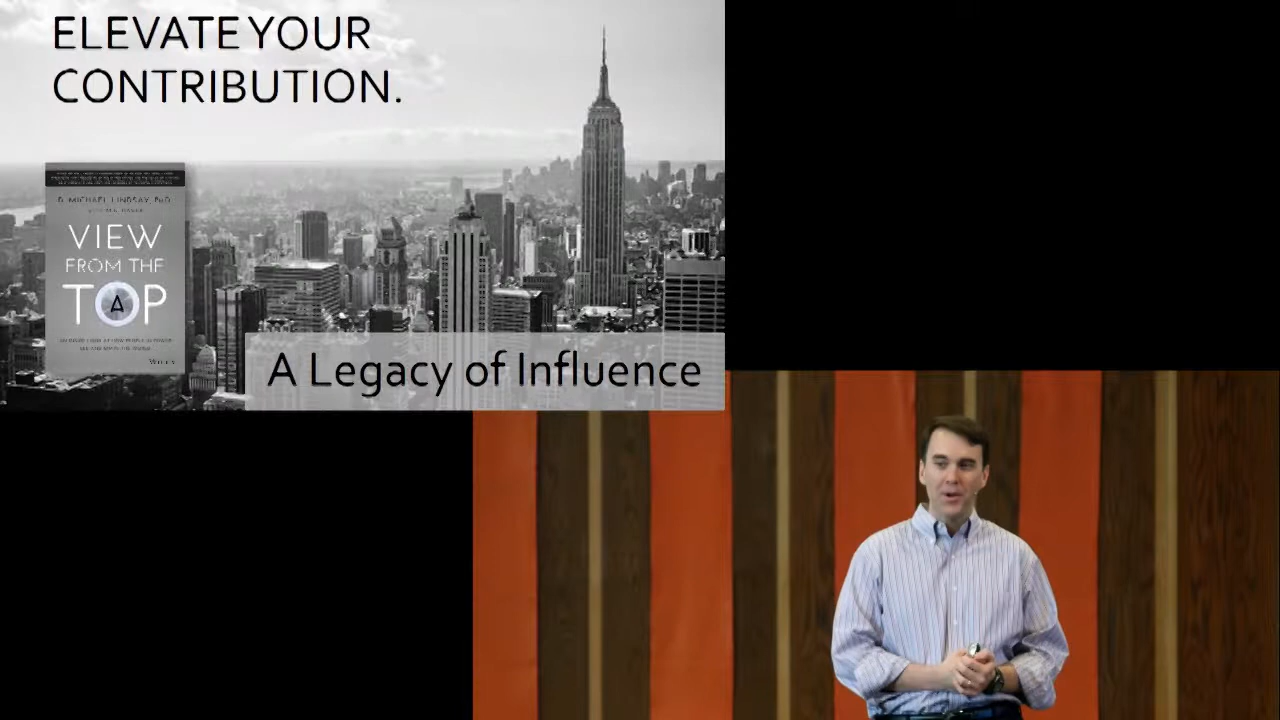 ELEVATE YOUR
CONTRIBUTION.
D. MICHAEL LINDSAY, PhD
VIEW
FROM THE
TOP
A Legacy of Influence